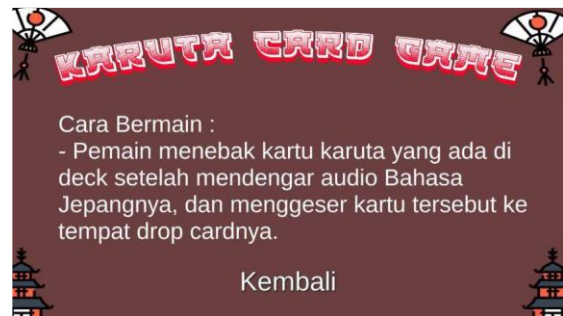 KARUTA CARD GAME
Cara Bermain :
- Pemain menebak kartu karuta yang ada di
deck setelah mendengar audio Bahasa
Jepangnya, dan menggeser kartu tersebut ke
tempat drop cardnya.
Kembali